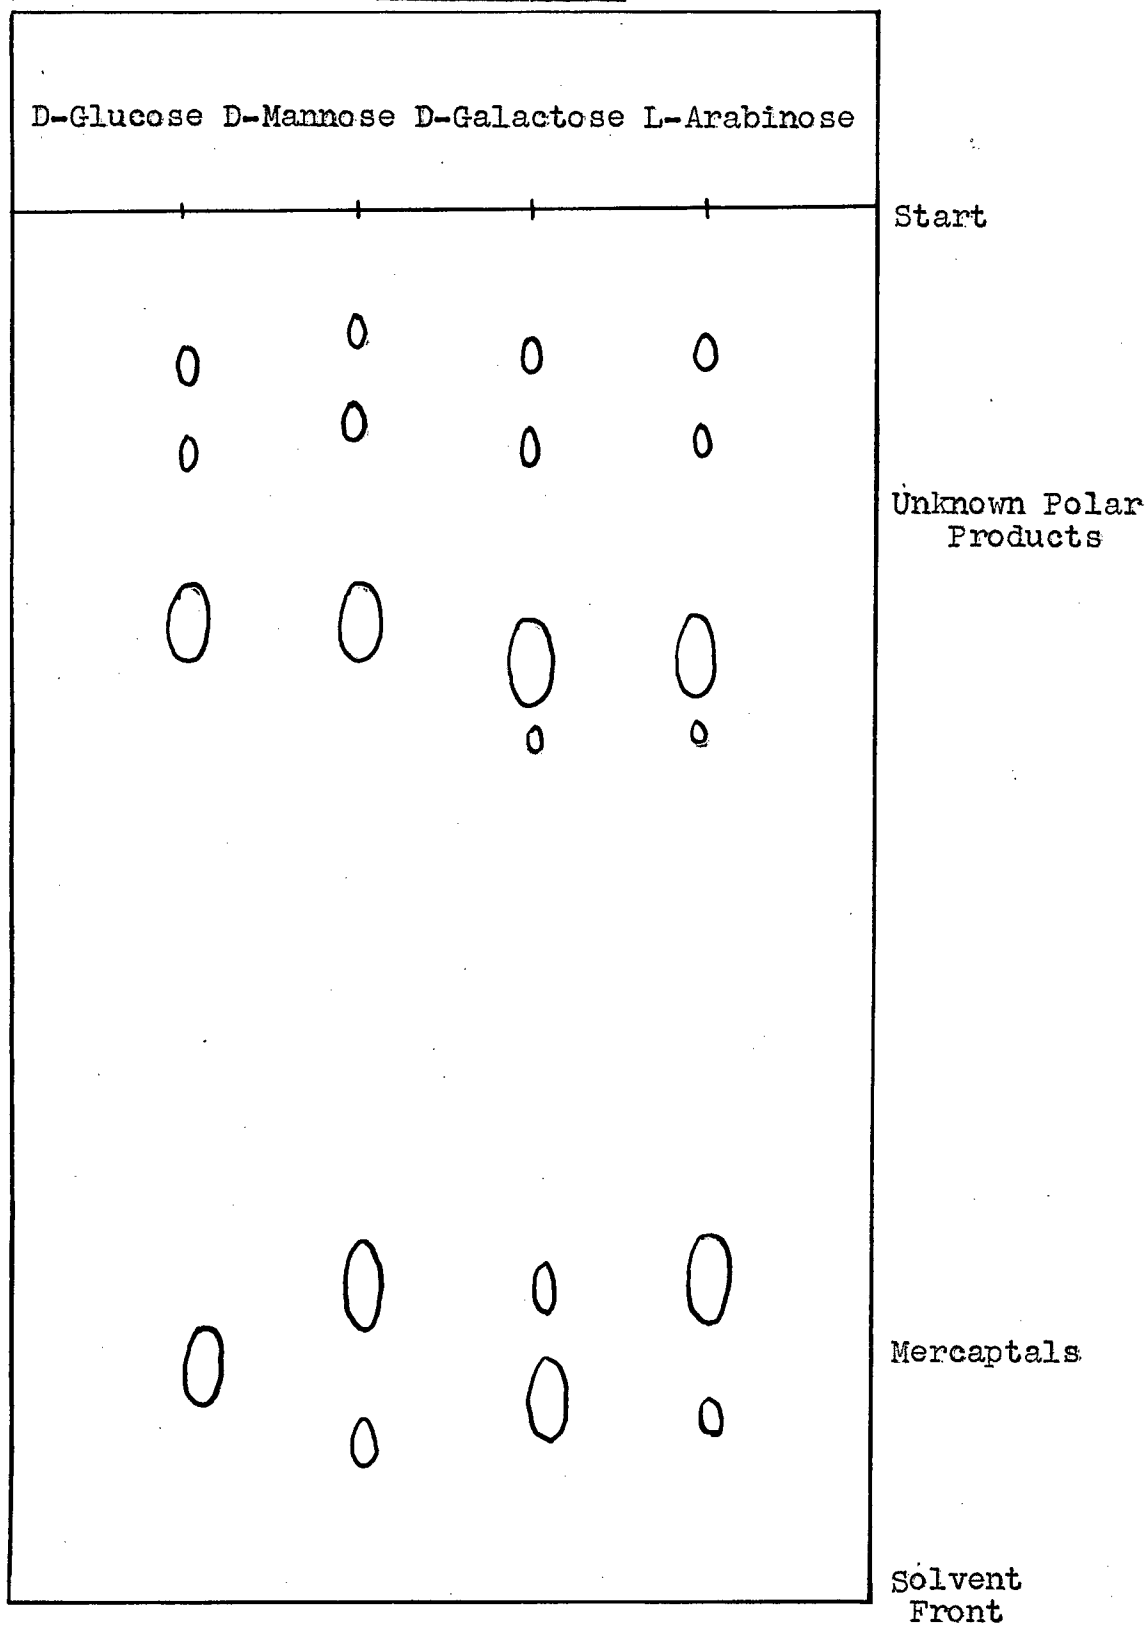 D-Glucose D-Mannose D-Galactose L-Arabinose
Start
Unknown Polar
Products
Mercaptals
Solvent
Front